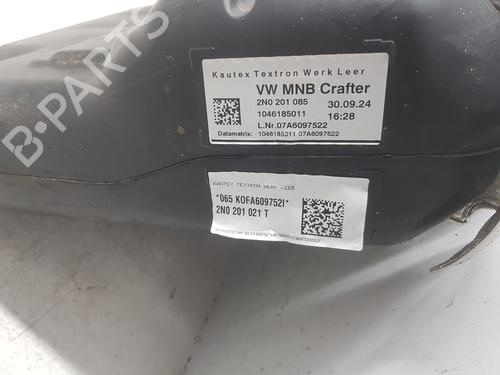 Kautex Textron Werk Leer
VW MNB Crafter
2N0 201 085 30.09.24
1046185011 16:28
L.Nr.07A6097522
Datamatrix: 1046185011 07A6097522
KAUTEX TEXTRON WERK LEER
*065 KOFA609752I*
2N0 201 021 T
B-PARTS